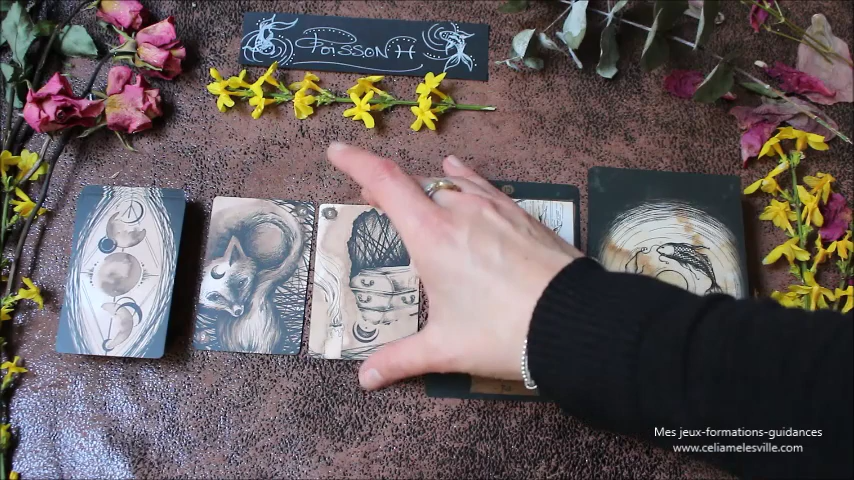 Poisson ♓
Mes jeux-formations-guidances
www.celiamelesville.com